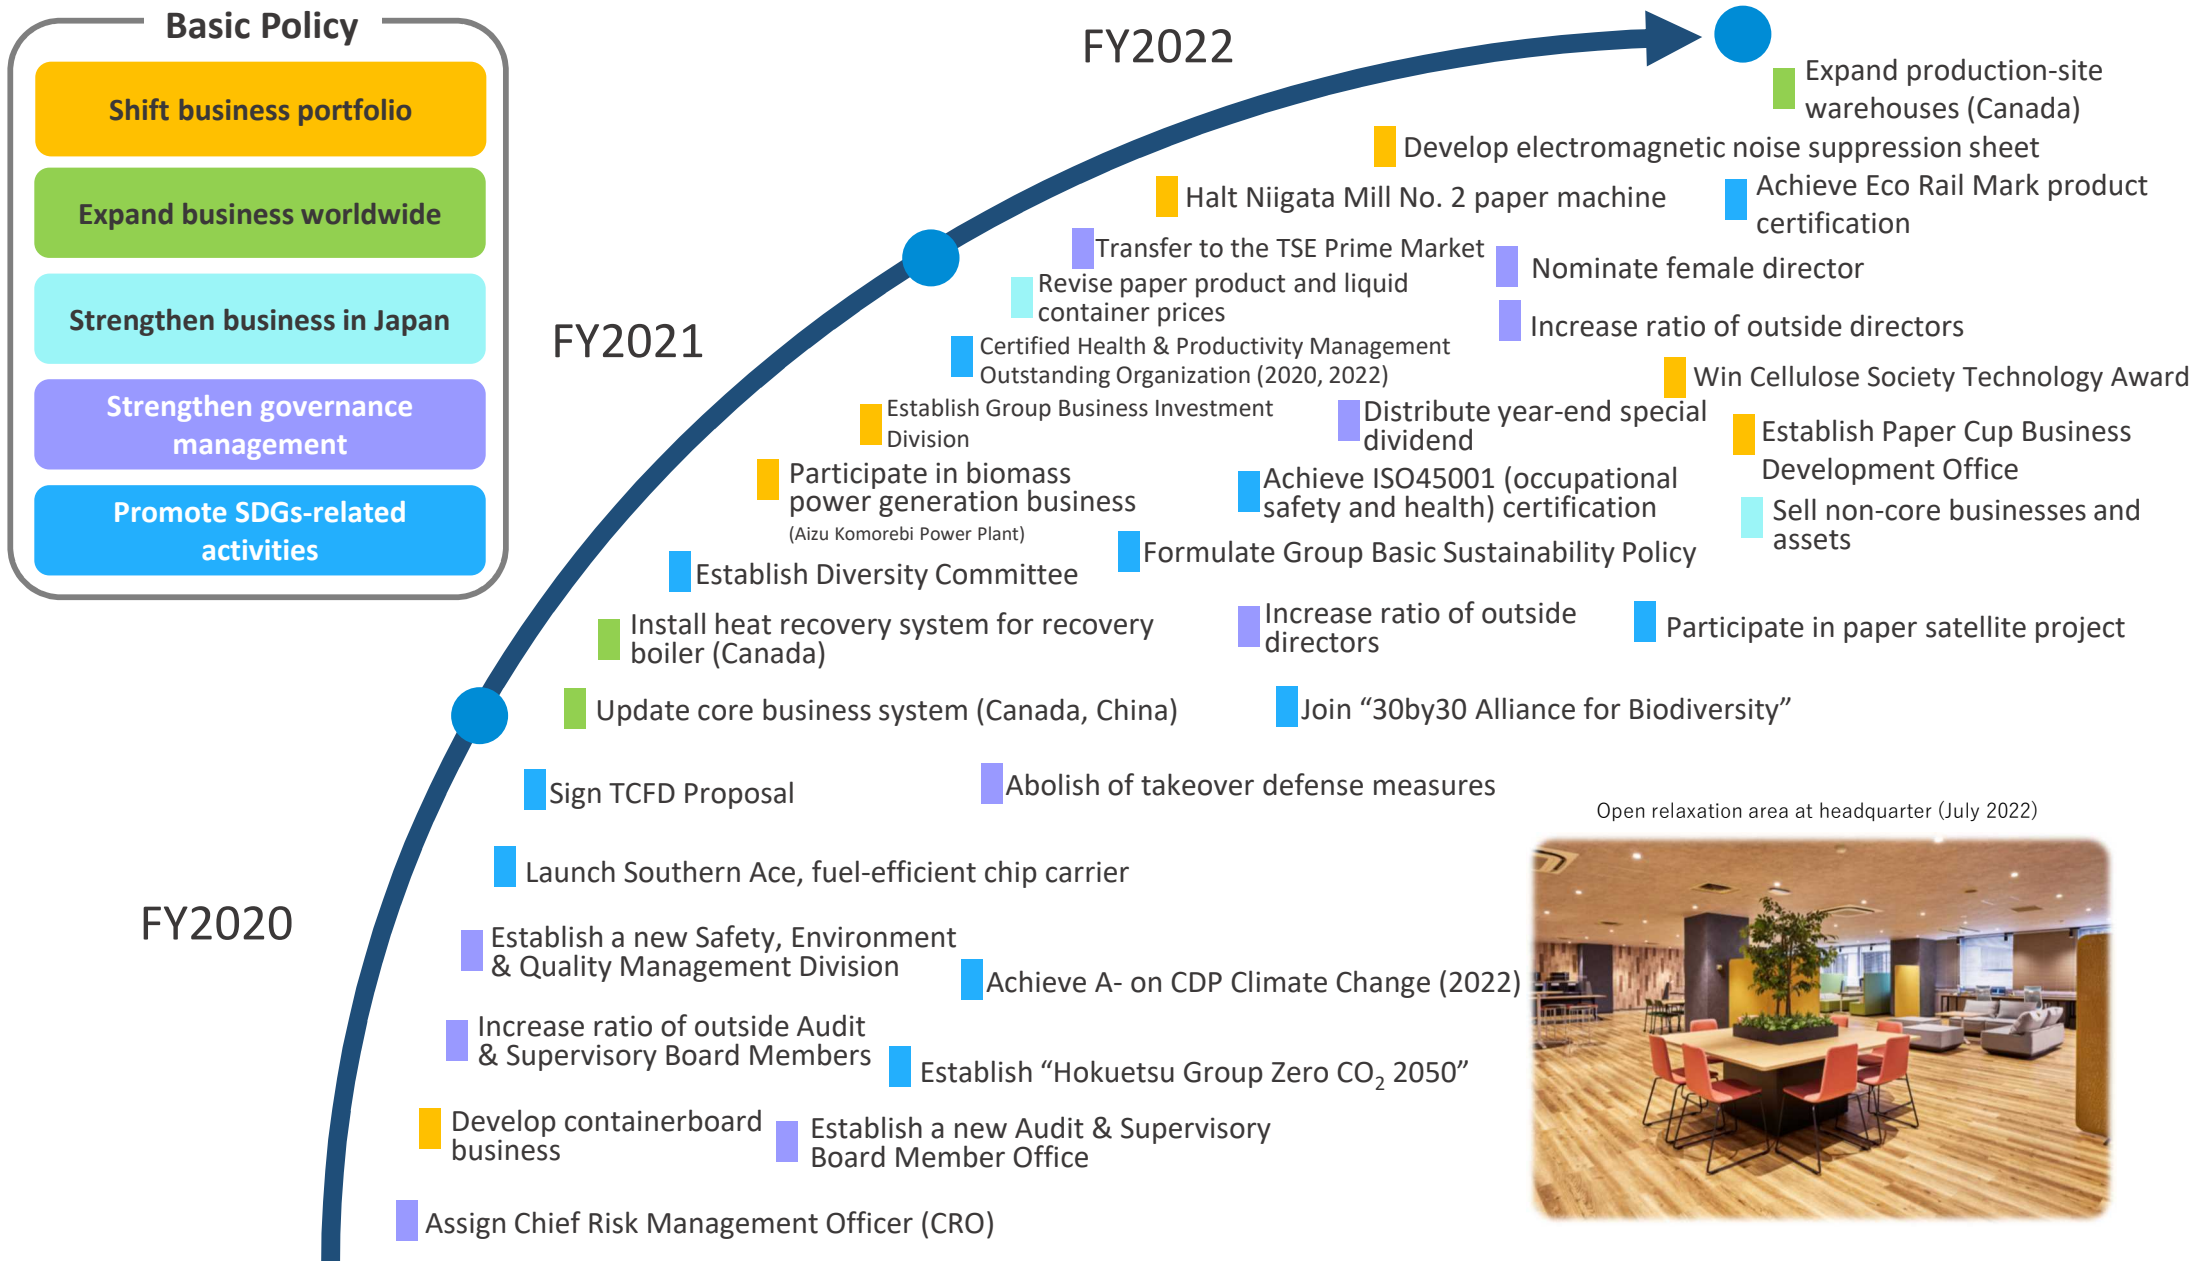 Basic Policy
Shift business portfolio
Expand business worldwide
Strengthen business in Japan
Strengthen governance
management
Promote SDGs-related
activities
FY2022
Expand production-site
warehouses (Canada)
Develop electromagnetic noise suppression sheet
Halt Niigata Mill No. 2 paper machine
Achieve Eco Rail Mark product
certification
Transfer to the TSE Prime Market
Nominate female director
Revise paper product and liquid
container prices
Increase ratio of outside directors
FY2021
Certified Health & Productivity Management
Outstanding Organization (2020, 2022)
Win Cellulose Society Technology Award
Establish Group Business Investment
Division
Distribute year-end special
dividend
Establish Paper Cup Business
Development Office
Participate in biomass
power generation business
(Aizu Komorebi Power Plant)
Achieve ISO45001 (occupational
safety and health) certification
Sell non-core businesses and
assets
Formulate Group Basic Sustainability Policy
Establish Diversity Committee
Install heat recovery system for recovery
boiler (Canada)
Increase ratio of outside
directors
Participate in paper satellite project
Update core business system (Canada, China)
Join “30by30 Alliance for Biodiversity”
Sign TCFD Proposal
Abolish of takeover defense measures
Open relaxation area at headquarter (July 2022)
Launch Southern Ace, fuel-efficient chip carrier
FY2020
Establish a new Safety, Environment
& Quality Management Division
Achieve A- on CDP Climate Change (2022)
Increase ratio of outside Audit
& Supervisory Board Members
Establish “Hokuetsu Group Zero CO₂ 2050”
Develop containerboard
business
Establish a new Audit & Supervisory
Board Member Office
Assign Chief Risk Management Officer (CRO)